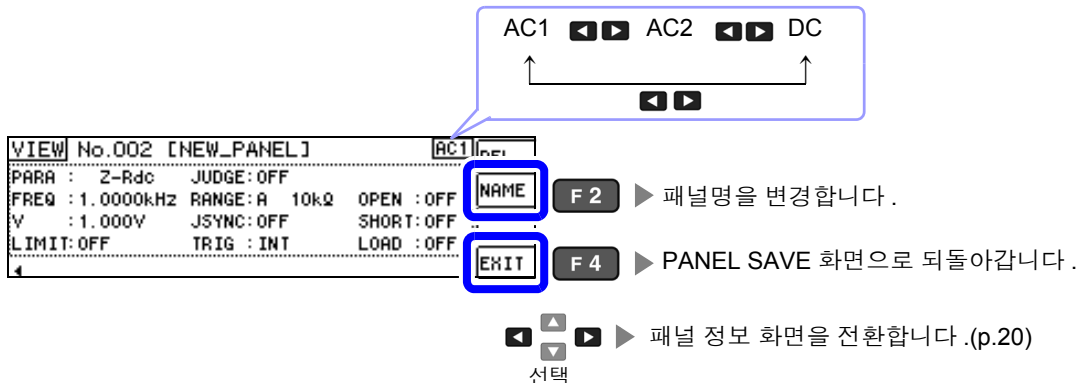 AC1 ◀ ▶ AC2 ◀ ▶ DC
◀ ▶
VIEW No.002 [NEW_PANEL] AC1
PARA : Z-Rdc JUDGE:OFF
FREQ :1.0000kHz RANGE:A 10kΩ OPEN :OFF
V :1.000V JSYNC:OFF SHORT:OFF
LIMIT:OFF TRIG :INT LOAD :OFF
NAME F 2 ▶ 패널명을 변경합니다 .
EXIT F 4 ▶ PANEL SAVE 화면으로 되돌아갑니다 .
◀ ▲ ▼ ▶ ▶ 패널 정보 화면을 전환합니다 .(p.20)
선택